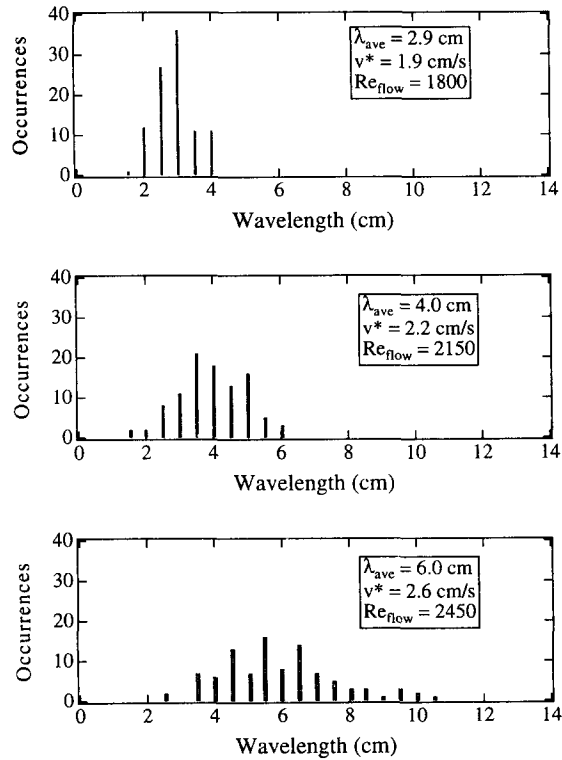 40
30
20
10
0
Occurrences
λave = 2.9 cm
v* = 1.9 cm/s
Reflow = 1800
0 2 4 6 8 10 12 14
Wavelength (cm)
40
30
20
10
0
Occurrences
λave = 4.0 cm
v* = 2.2 cm/s
Reflow = 2150
0 2 4 6 8 10 12 14
Wavelength (cm)
40
30
20
10
0
Occurrences
λave = 6.0 cm
v* = 2.6 cm/s
Reflow = 2450
0 2 4 6 8 10 12 14
Wavelength (cm)